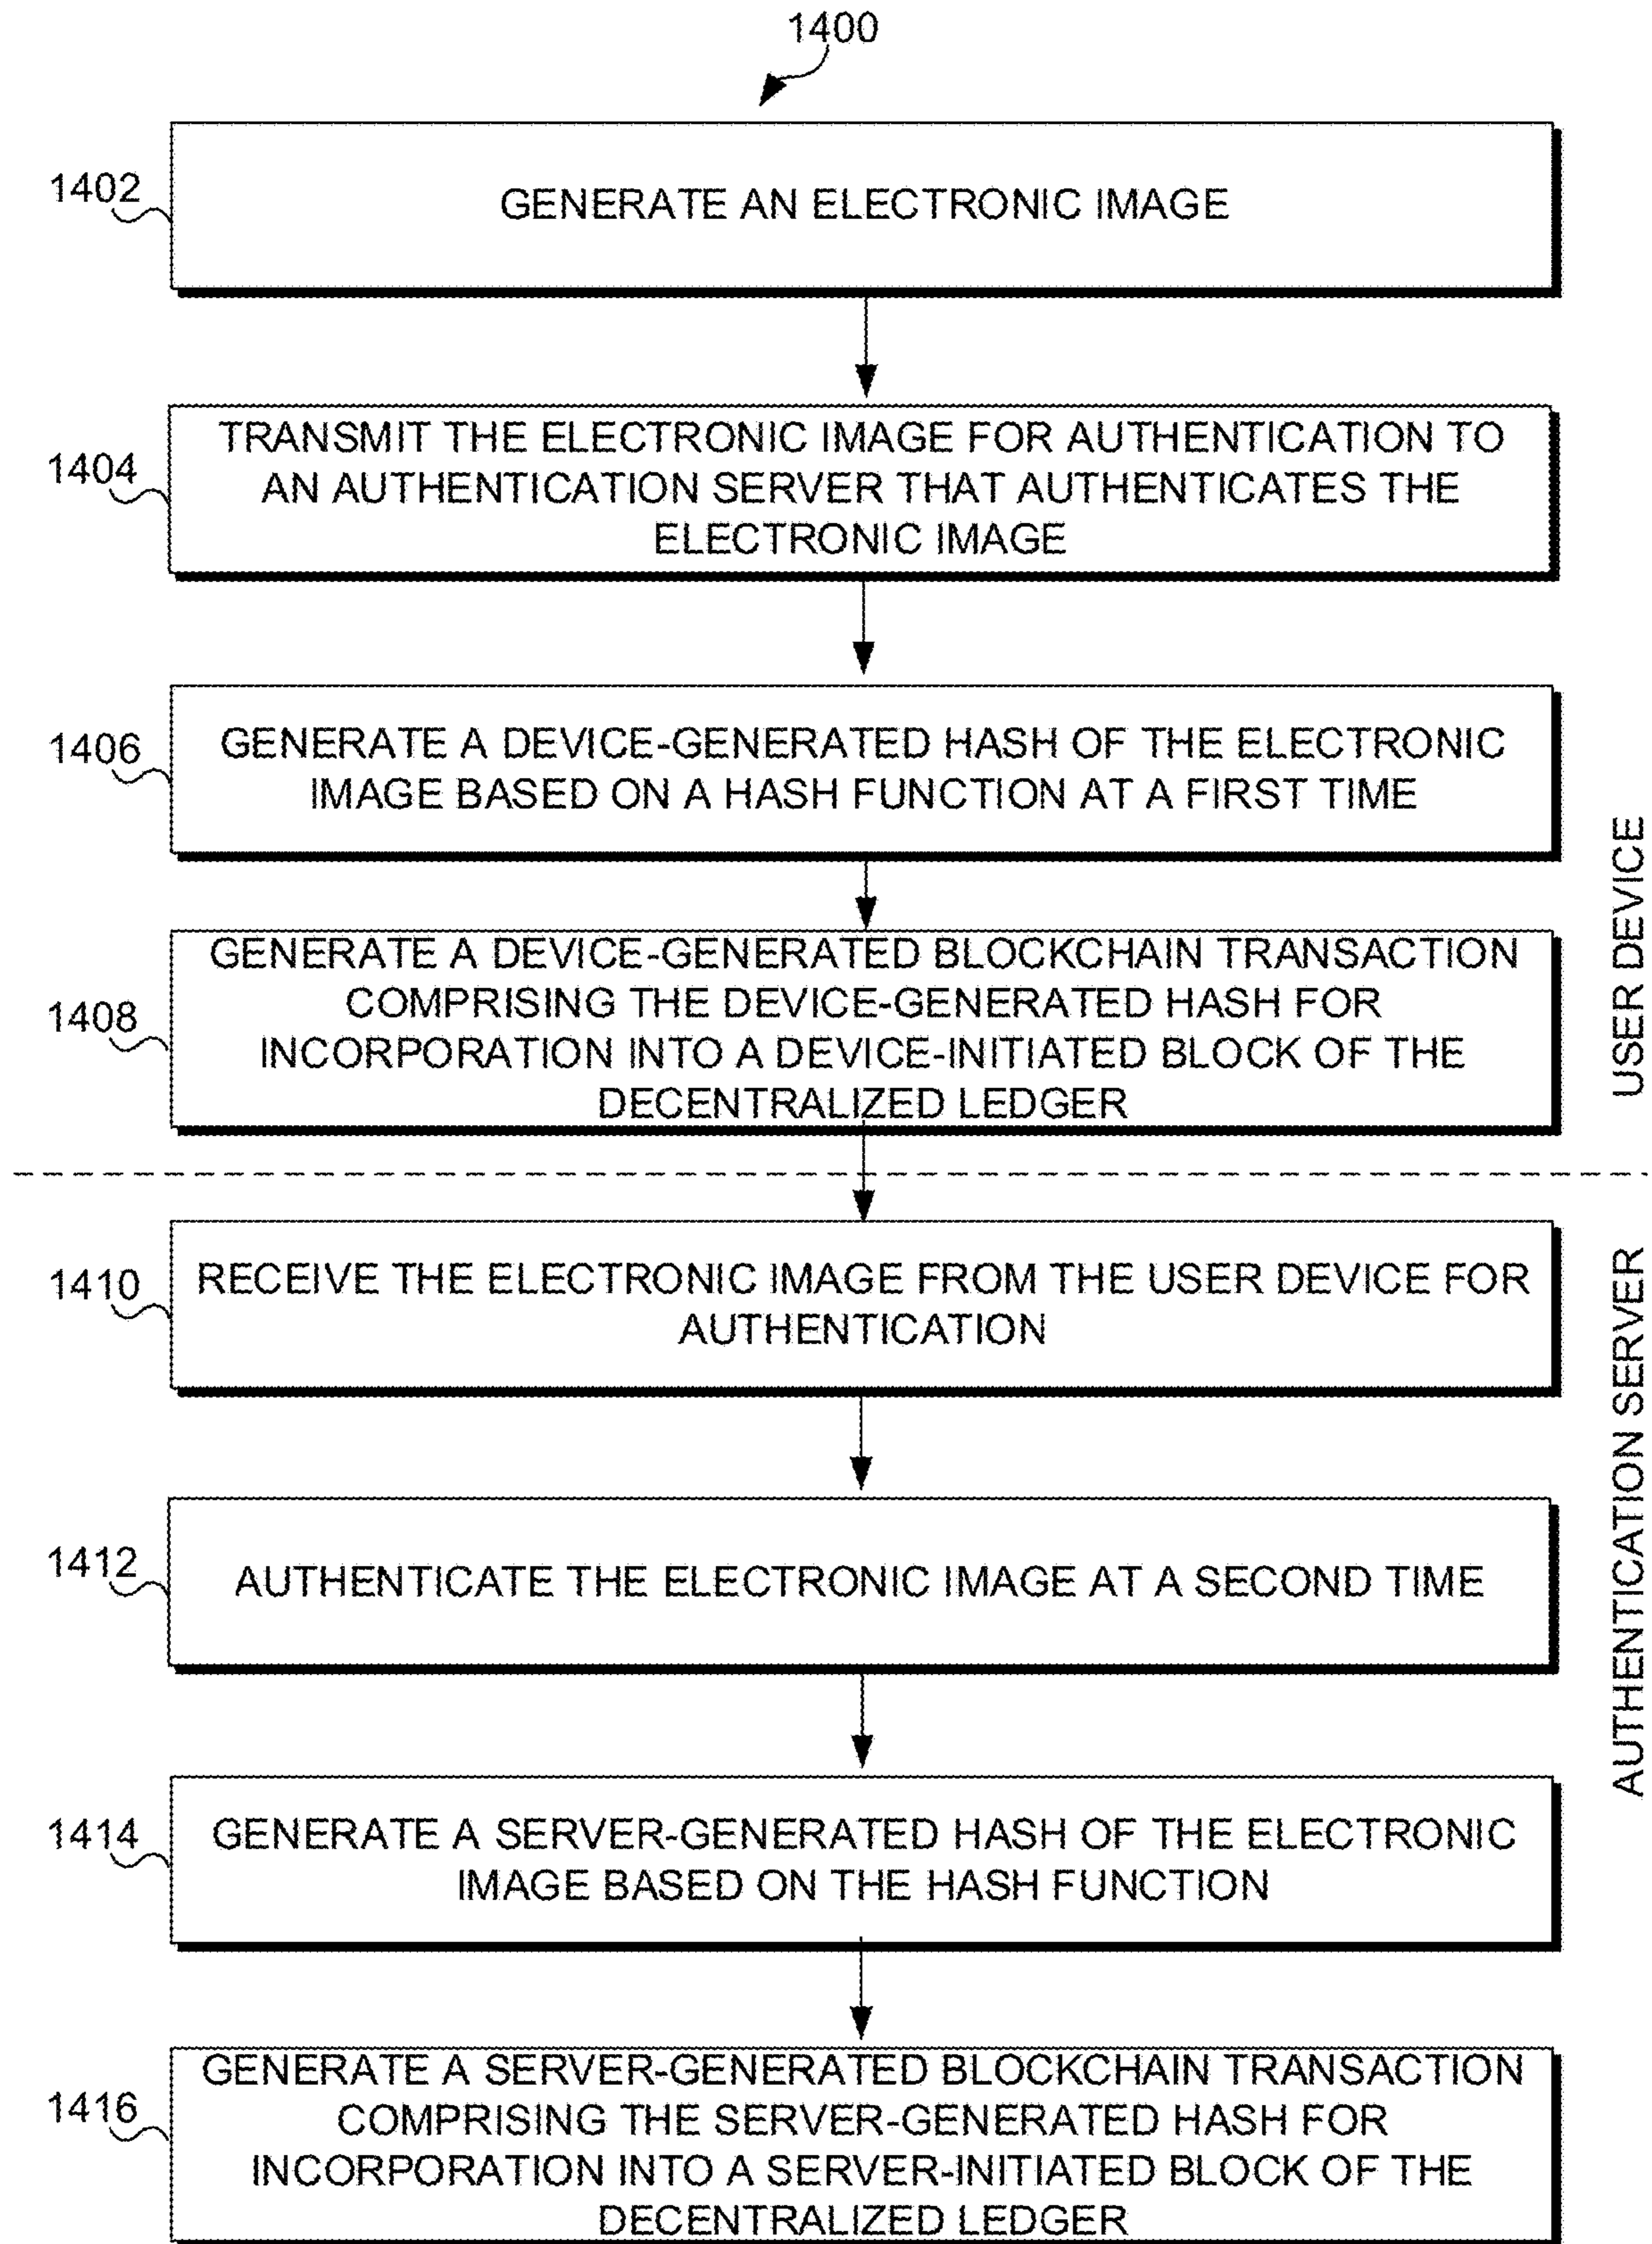 1400
1402
GENERATE AN ELECTRONIC IMAGE
1404
TRANSMIT THE ELECTRONIC IMAGE FOR AUTHENTICATION TO
AN AUTHENTICATION SERVER THAT AUTHENTICATES THE
ELECTRONIC IMAGE
1406
GENERATE A DEVICE-GENERATED HASH OF THE ELECTRONIC
IMAGE BASED ON A HASH FUNCTION AT A FIRST TIME
1408
GENERATE A DEVICE-GENERATED BLOCKCHAIN TRANSACTION
COMPRISING THE DEVICE-GENERATED HASH FOR
INCORPORATION INTO A DEVICE-INITIATED BLOCK OF THE
DECENTRALIZED LEDGER
USER DEVICE
1410
RECEIVE THE ELECTRONIC IMAGE FROM THE USER DEVICE FOR
AUTHENTICATION
1412
AUTHENTICATE THE ELECTRONIC IMAGE AT A SECOND TIME
1414
GENERATE A SERVER-GENERATED HASH OF THE ELECTRONIC
IMAGE BASED ON THE HASH FUNCTION
1416
GENERATE A SERVER-GENERATED BLOCKCHAIN TRANSACTION
COMPRISING THE SERVER-GENERATED HASH FOR
INCORPORATION INTO A SERVER-INITIATED BLOCK OF THE
DECENTRALIZED LEDGER
AUTHENTICATION SERVER